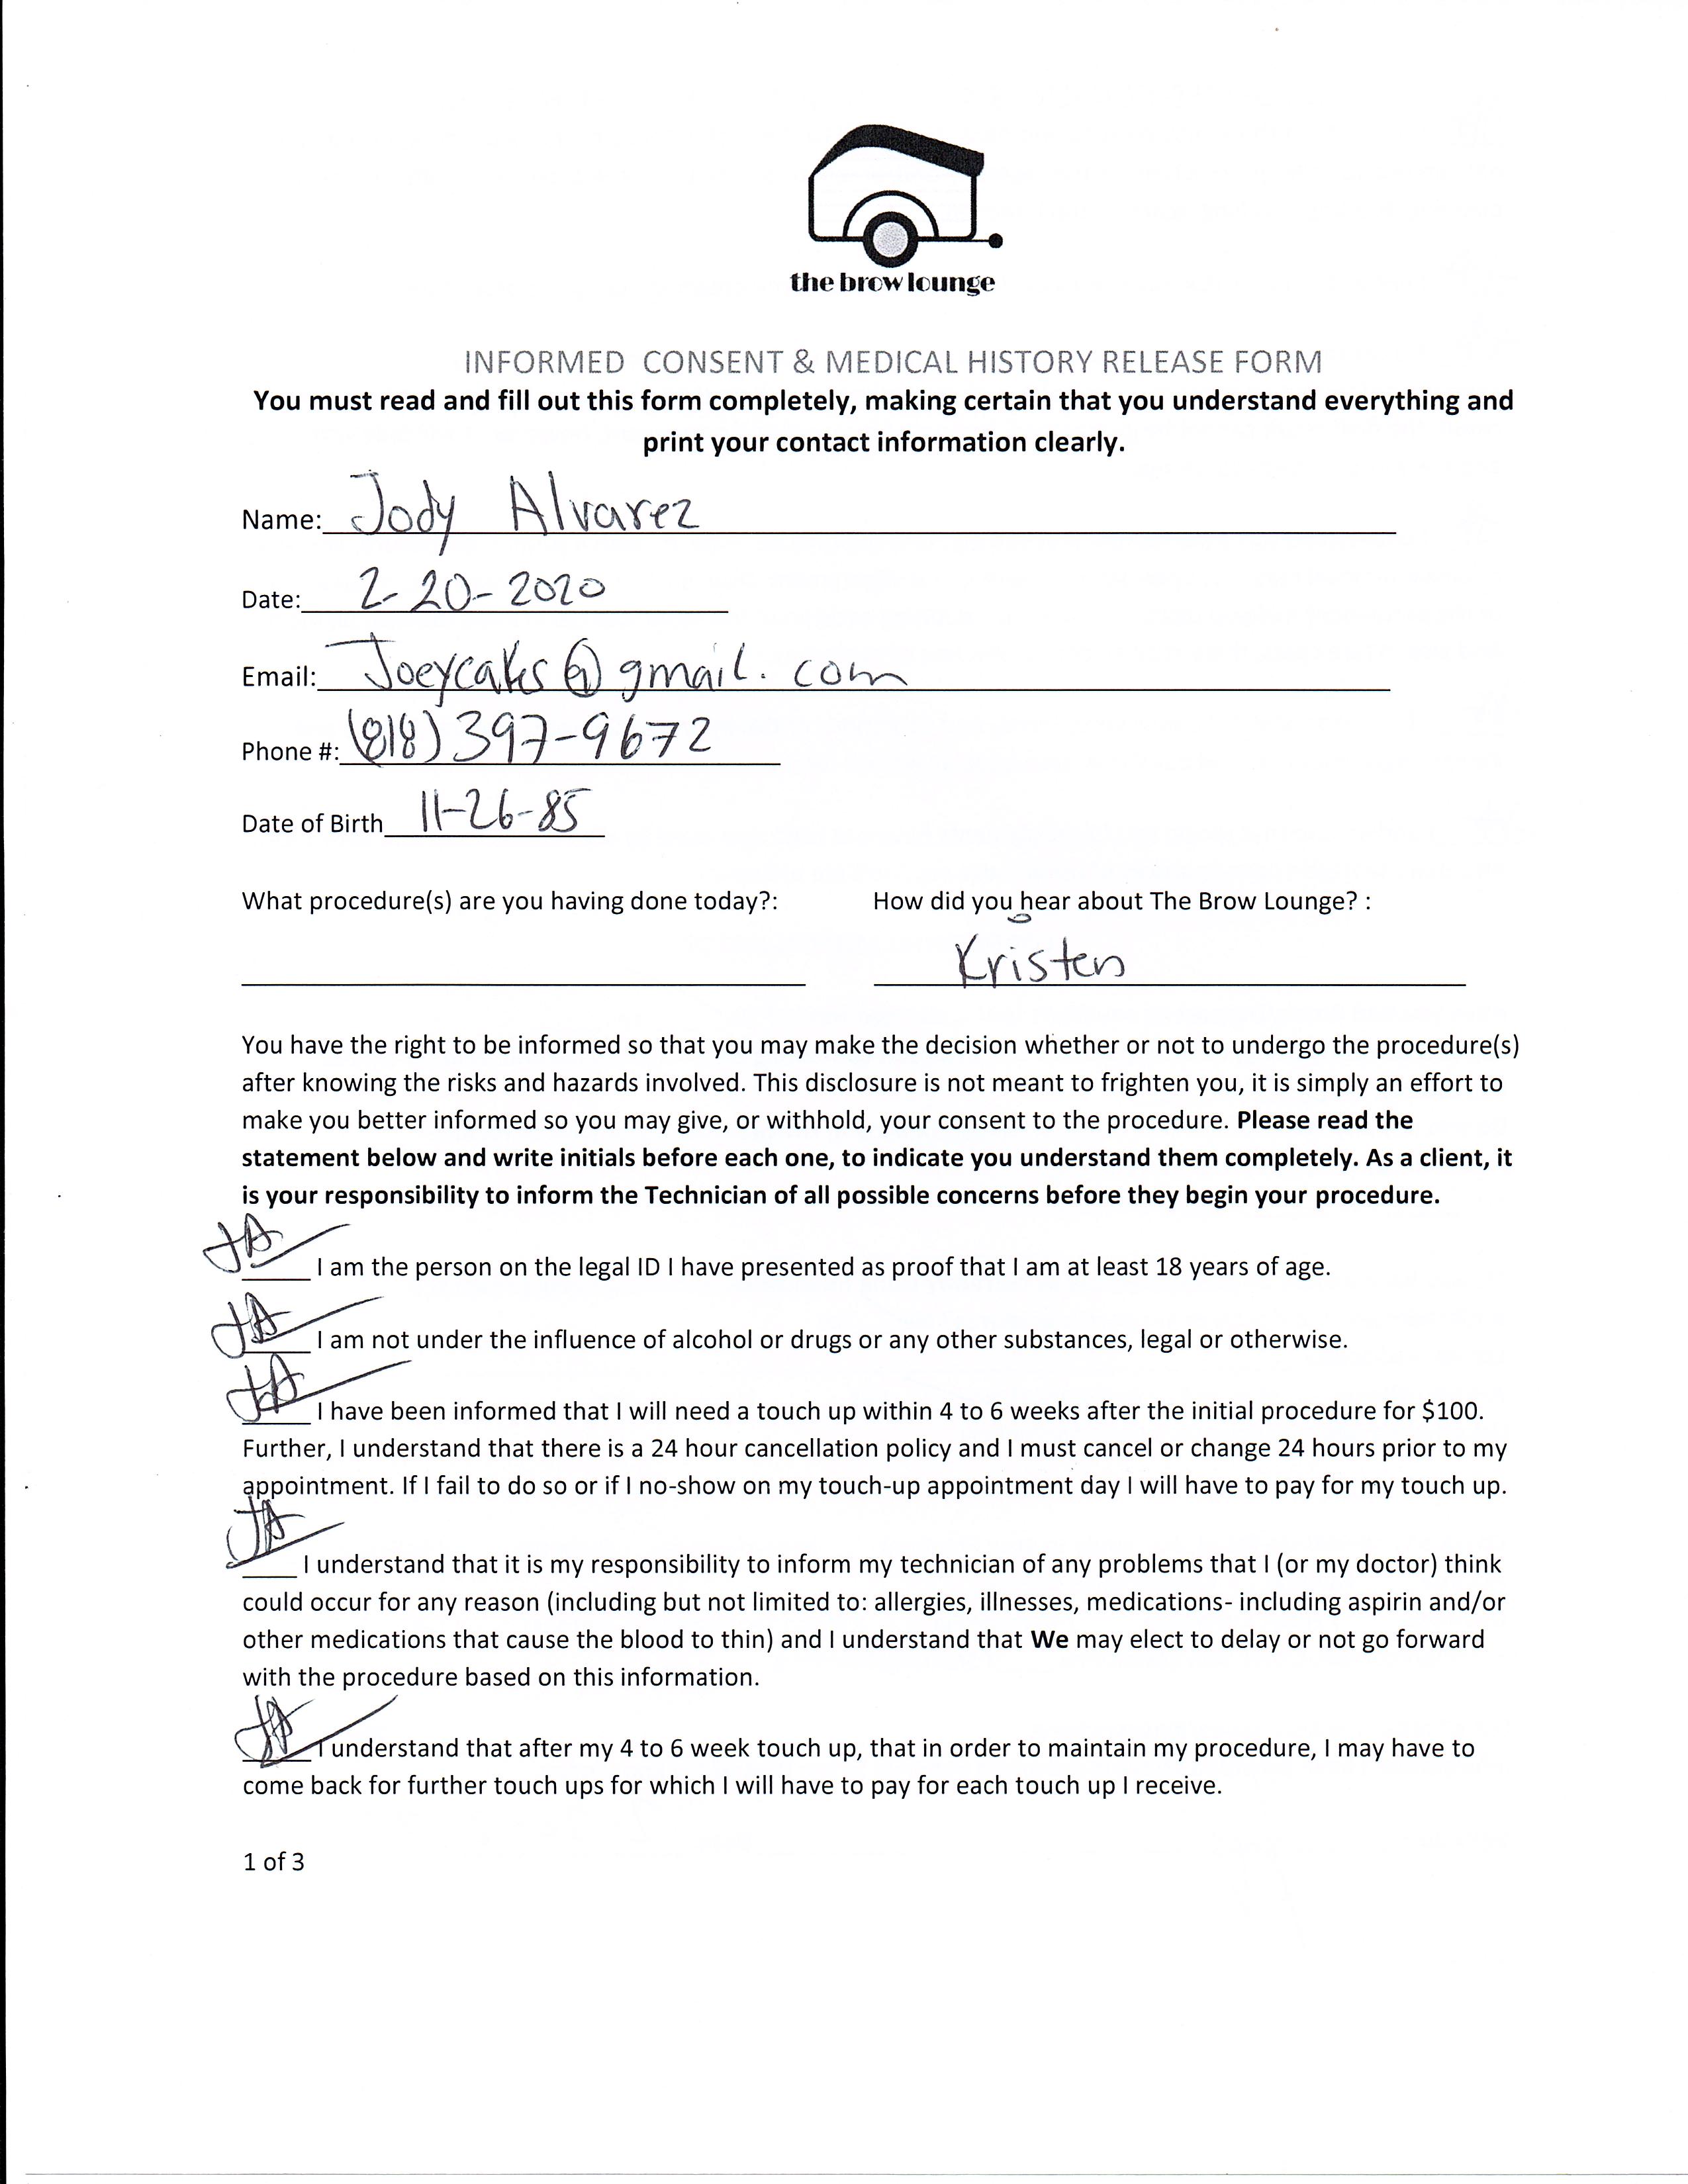 the brow lounge
INFORMED CONSENT & MEDICAL HISTORY RELEASE FORM
You must read and fill out this form completely, making certain that you understand everything and
print your contact information clearly.
Name: Jody Alvarez
Date: 2-20-2020
Email: Joeycaks@gmail.com
Phone #: (818) 397-9672
Date of Birth 11-26-85
What procedure(s) are you having done today?: How did you hear about The Brow Lounge? :
Kristen
You have the right to be informed so that you may make the decision whether or not to undergo the procedure(s)
after knowing the risks and hazards involved. This disclosure is not meant to frighten you, it is simply an effort to
make you better informed so you may give, or withhold, your consent to the procedure. Please read the
statement below and write initials before each one, to indicate you understand them completely. As a client, it
is your responsibility to inform the Technician of all possible concerns before they begin your procedure.
JA I am the person on the legal ID I have presented as proof that I am at least 18 years of age.
JA I am not under the influence of alcohol or drugs or any other substances, legal or otherwise.
JA I have been informed that I will need a touch up within 4 to 6 weeks after the initial procedure for $100.
Further, I understand that there is a 24 hour cancellation policy and I must cancel or change 24 hours prior to my
appointment. If I fail to do so or if I no-show on my touch-up appointment day I will have to pay for my touch up.
JA I understand that it is my responsibility to inform my technician of any problems that I (or my doctor) think
could occur for any reason (including but not limited to: allergies, illnesses, medications- including aspirin and/or
other medications that cause the blood to thin) and I understand that We may elect to delay or not go forward
with the procedure based on this information.
JA I understand that after my 4 to 6 week touch up, that in order to maintain my procedure, I may have to
come back for further touch ups for which I will have to pay for each touch up I receive.
1 of 3